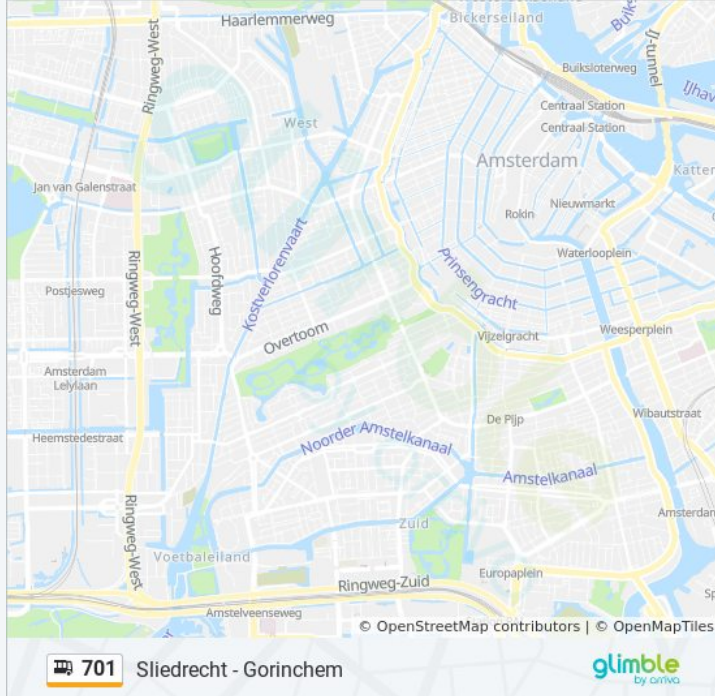 Haarlemmerweg
Bickerseiland
Ringweg-West
IJ-tunnel
Buiksloterweg
Centraal Station
Centraal Station
West
Amsterdam
Jan van Galenstraat
Nieuwmarkt
Rokin
Waterlooplein
Hoofdweg
Kostverlorenvaart
Prinsengracht
Ringweg-West
Postjesweg
Overtoom
Vijzelgracht
Weesperplein
Amsterdam
Lelylaan
De Pijp
Wibautstraat
Heemstedestraat
Noorder Amstelkanaal
Amstelkanaal
Ringweg-West
Zuid
Amsterdam
Voetbaleiland
Europaplein
Ringweg-Zuid
Amstelveenseweg
© OpenStreetMap contributors | © OpenMapTiles
701 Sliedrecht - Gorinchem
glimble
by arriva